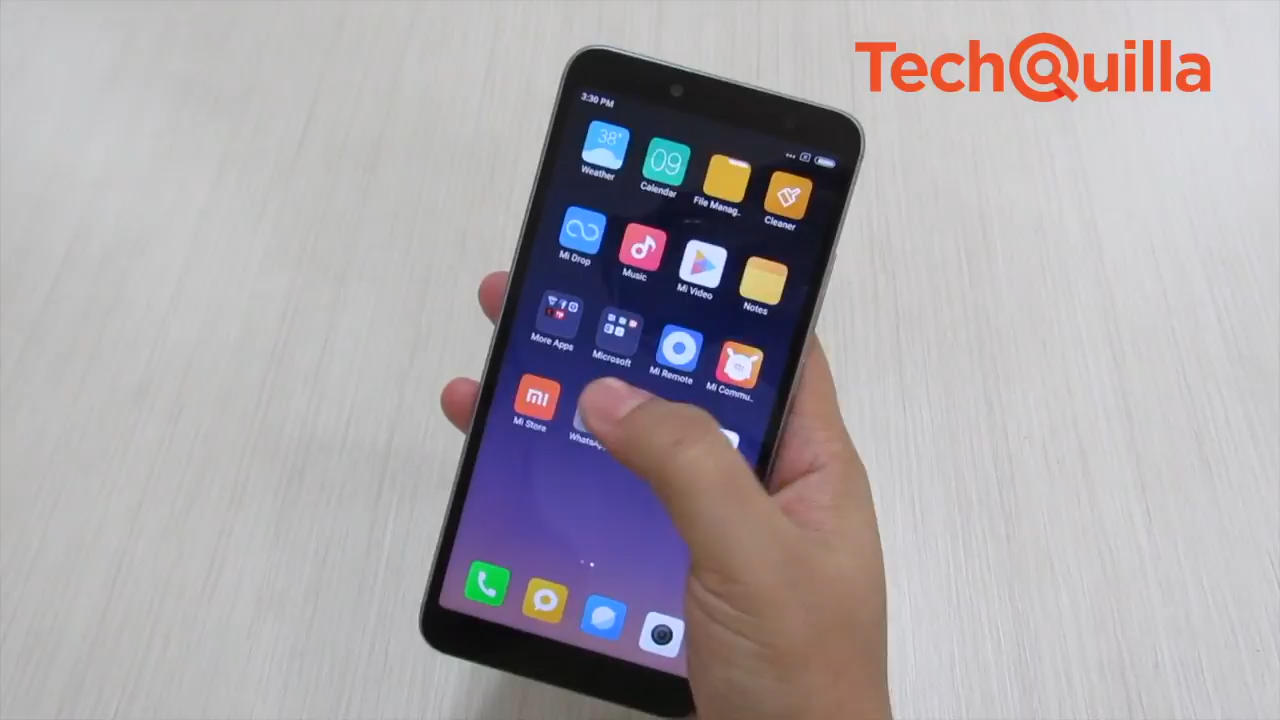 TechQuilla
3:30 PM
38°
09
Weather
Calendar
File Manag..
Cleaner
Mi Drop
Music
Mi Video
Notes
More Apps
Microsoft
Mi Remote
Mi Commu..
Mi Store
WhatsApp